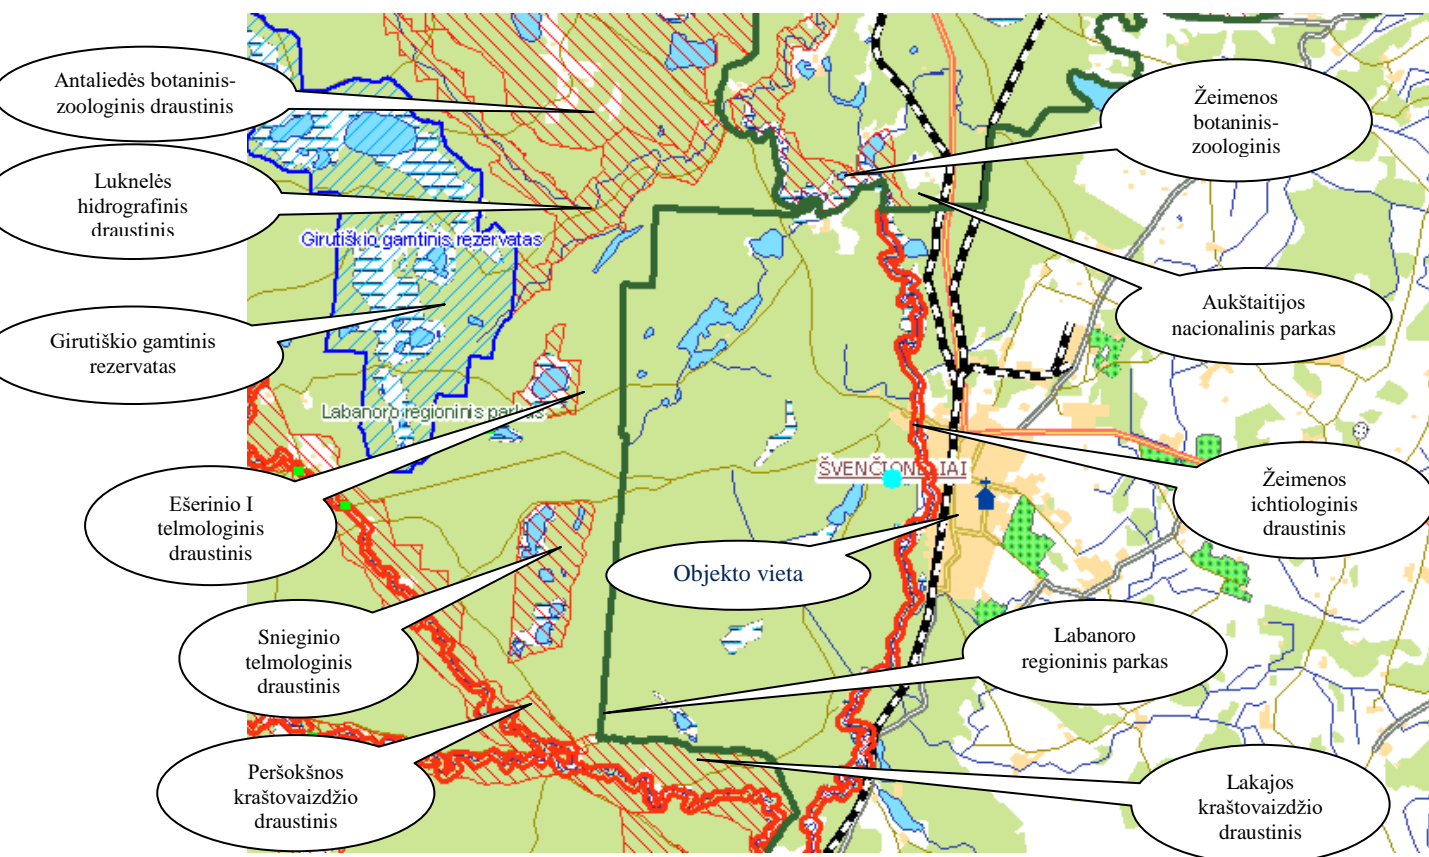 Antaliedės botaninis-
zoologinis draustinis
Luknelės
hidrografinis
draustinis
Girutiškio gamtinis
rezervatas
Ešerinio I
telmologinis
draustinis
Snieginio
telmologinis
draustinis
Peršokšnos
kraštovaizdžio
draustinis
Girutiškio gamtinis rezervatas
Labanoro regioninis parkas
ŠVENČIONĖLIAI
Objekto vieta
Žeimenos
botaninis-
zoologinis
Aukštaitijos
nacionalinis parkas
Žeimenos
ichtiologinis
draustinis
Labanoro
regioninis parkas
Lakajos
kraštovaizdžio
draustinis